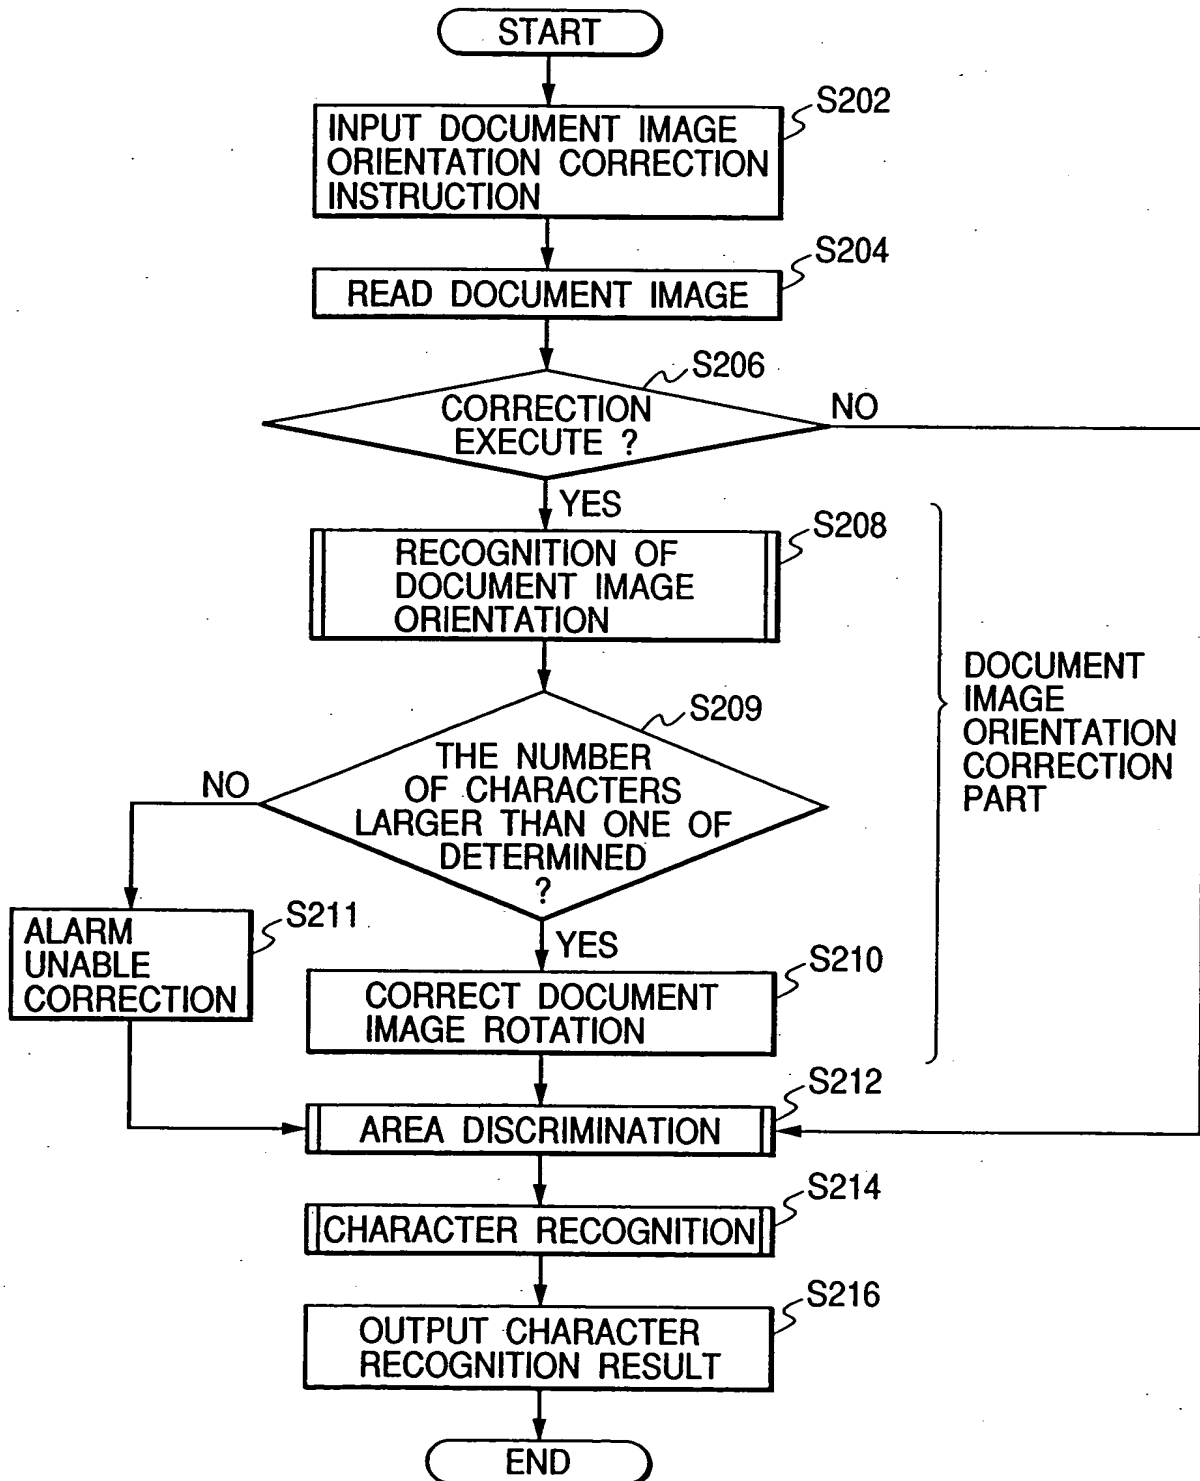 START
S202
INPUT DOCUMENT IMAGE
ORIENTATION CORRECTION
INSTRUCTION
S204
READ DOCUMENT IMAGE
S206
CORRECTION
EXECUTE ?
NO
YES
S208
RECOGNITION OF
DOCUMENT IMAGE
ORIENTATION
DOCUMENT
IMAGE
ORIENTATION
CORRECTION
PART
S209
THE NUMBER
OF CHARACTERS
LARGER THAN ONE OF
DETERMINED
?
NO
YES
S211
ALARM
UNABLE
CORRECTION
S210
CORRECT DOCUMENT
IMAGE ROTATION
S212
AREA DISCRIMINATION
S214
CHARACTER RECOGNITION
S216
OUTPUT CHARACTER
RECOGNITION RESULT
END